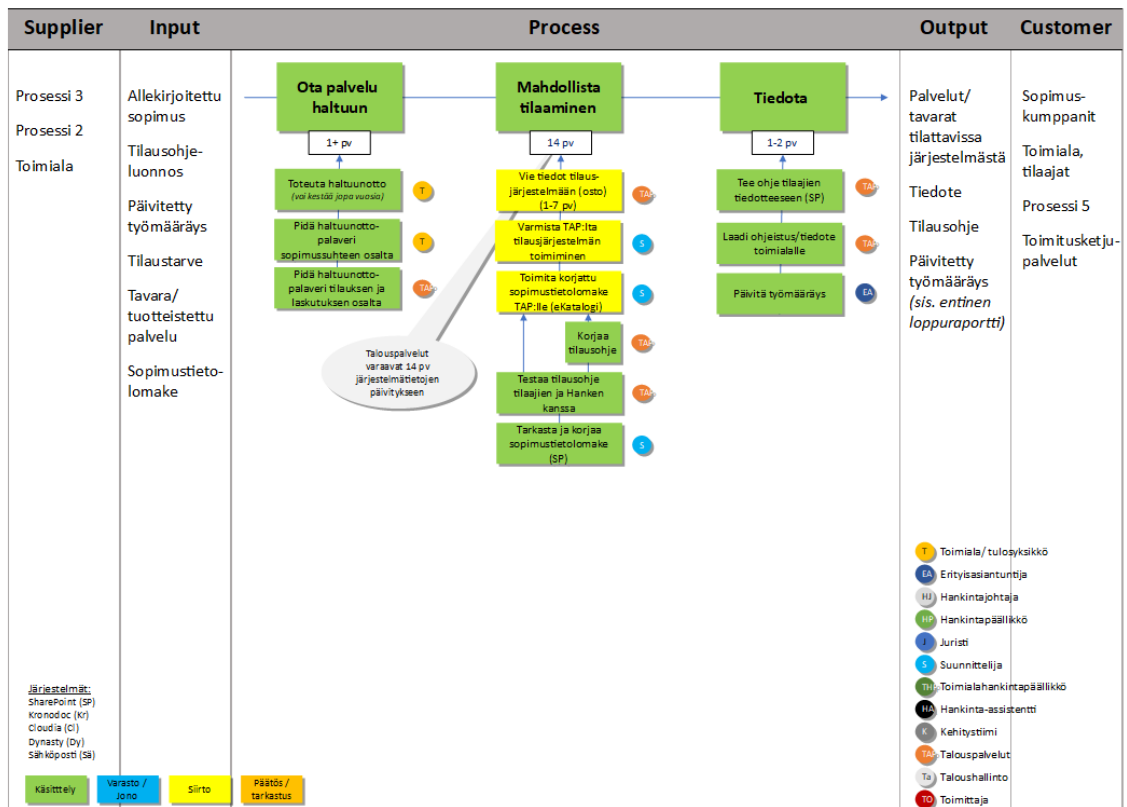 Supplier
Input
Process
Output
Customer
Prosessi 3
Prosessi 2
Toimiala
Allekirjoitettu
sopimus
Tilausohje-
luonnos
Päivitetty
työmääräys
Tilaustarve
Tavara/
tuotteistettu
palvelu
Sopimustieto-
lomake
Ota palvelu
haltuun
1+ pv
Toteuta haltuunotto
(voi kestää jopa vuosia)
T
Pidä haltuunotto-
palaveri
sopimussuhteen osalta
T
Pidä haltuunotto-
palaveri tilauksen ja
laskutuksen osalta
TAP
Mahdollista
tilaaminen
14 pv
Vie tiedot tilaus-
järjestelmään (osto)
(1-7 pv)
TAP
Varmista TAP:lta
tilausjärjestelmän
toimiminen
S
Toimita korjattu
sopimustietolomake
TAP:lle (eKatalogi)
S
Korjaa
tilausohje
TAP
Testaa tilausohje
tilaajien ja Hanken
kanssa
TAP
Tarkasta ja korjaa
sopimustietolomake
(SP)
S
Talouspalvelut
varaavat 14 pv
järjestelmätietojen
päivitykseen
Tiedota
1-2 pv
Tee ohje tilaajien
tiedotteeseen (SP)
TAP
Laadi ohjeistus/tiedote
toimialalle
TAP
Päivitä työmääräys
EA
Palvelut/
tavarat
tilattavissa
järjestelmästä
Tiedote
Tilausohje
Päivitetty
työmääräys
(sis. entinen
loppuraportti)
Sopimus-
kumppanit
Toimiala,
tilaajat
Prosessi 5
Toimitusketju-
palvelut
T Toimiala/ tulosyksikkö
EA Erityisasiantuntija
HJ Hankintajohtaja
HP Hankintapäällikkö
J Juristi
S Suunnittelija
THP Toimialahankintapäällikkö
HA Hankinta-assistentti
K Kehitystiimi
TAP Talouspalvelut
Ta Taloushallinto
TO Toimittaja
Järjestelmät:
SharePoint (SP)
Kronodoc (Kr)
Cloudia (Cl)
Dynasty (Dy)
Sähköposti (Sä)
Käsitttely
Varasto /
Jono
Siirto
Päätös /
tarkastus